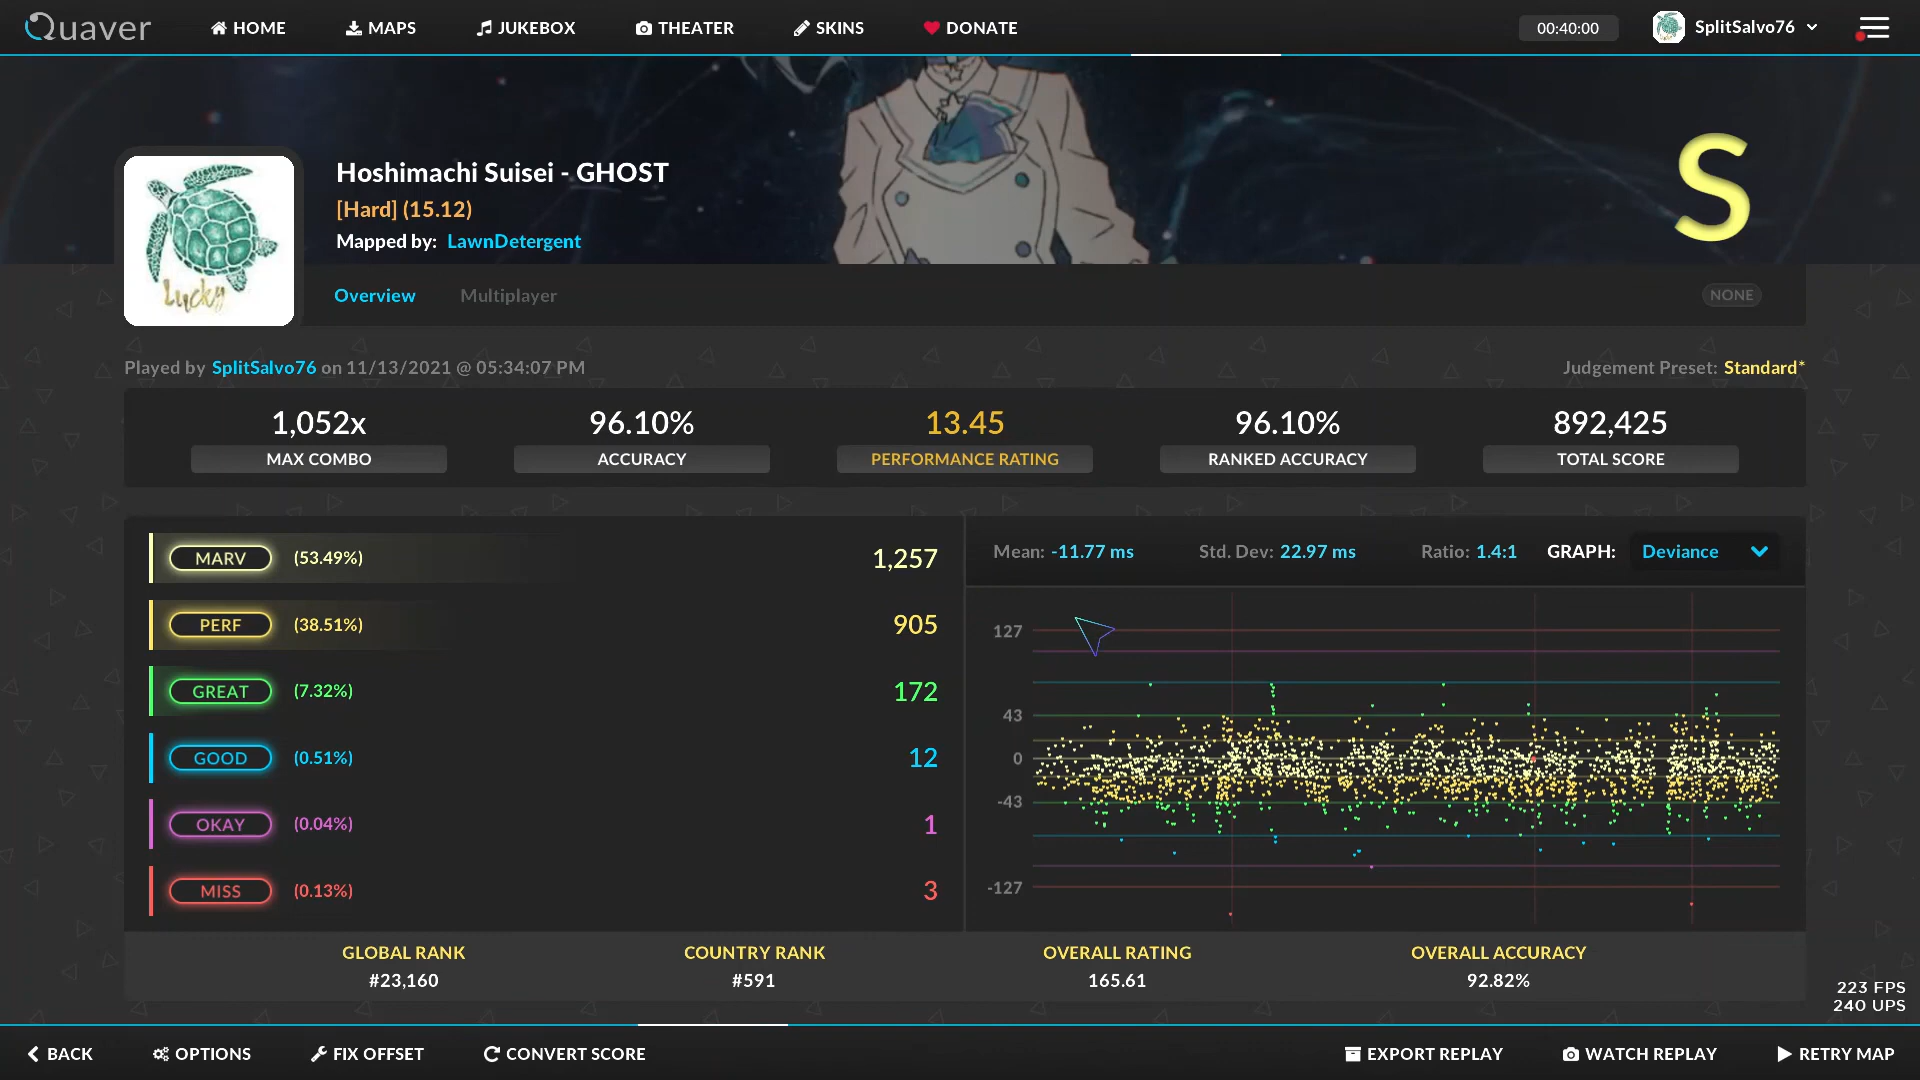 Quaver
HOME
MAPS
JUKEBOX
THEATER
SKINS
DONATE
00:40:00
SplitSalvo76
Lucky
Hoshimachi Suisei - GHOST
[Hard] (15.12)
Mapped by: LawnDetergent
S
Overview
Multiplayer
NONE
Played by SplitSalvo76 on 11/13/2021 @ 05:34:07 PM
Judgement Preset: Standard*
1,052x
MAX COMBO
96.10%
ACCURACY
13.45
PERFORMANCE RATING
96.10%
RANKED ACCURACY
892,425
TOTAL SCORE
MARV (53.49%) 1,257
PERF (38.51%) 905
GREAT (7.32%) 172
GOOD (0.51%) 12
OKAY (0.04%) 1
MISS (0.13%) 3
Mean: -11.77 ms
Std. Dev: 22.97 ms
Ratio: 1.4:1
GRAPH: Deviance
127
43
0
-43
-127
GLOBAL RANK
#23,160
COUNTRY RANK
#591
OVERALL RATING
165.61
OVERALL ACCURACY
92.82%
223 FPS
240 UPS
BACK
OPTIONS
FIX OFFSET
CONVERT SCORE
EXPORT REPLAY
WATCH REPLAY
RETRY MAP